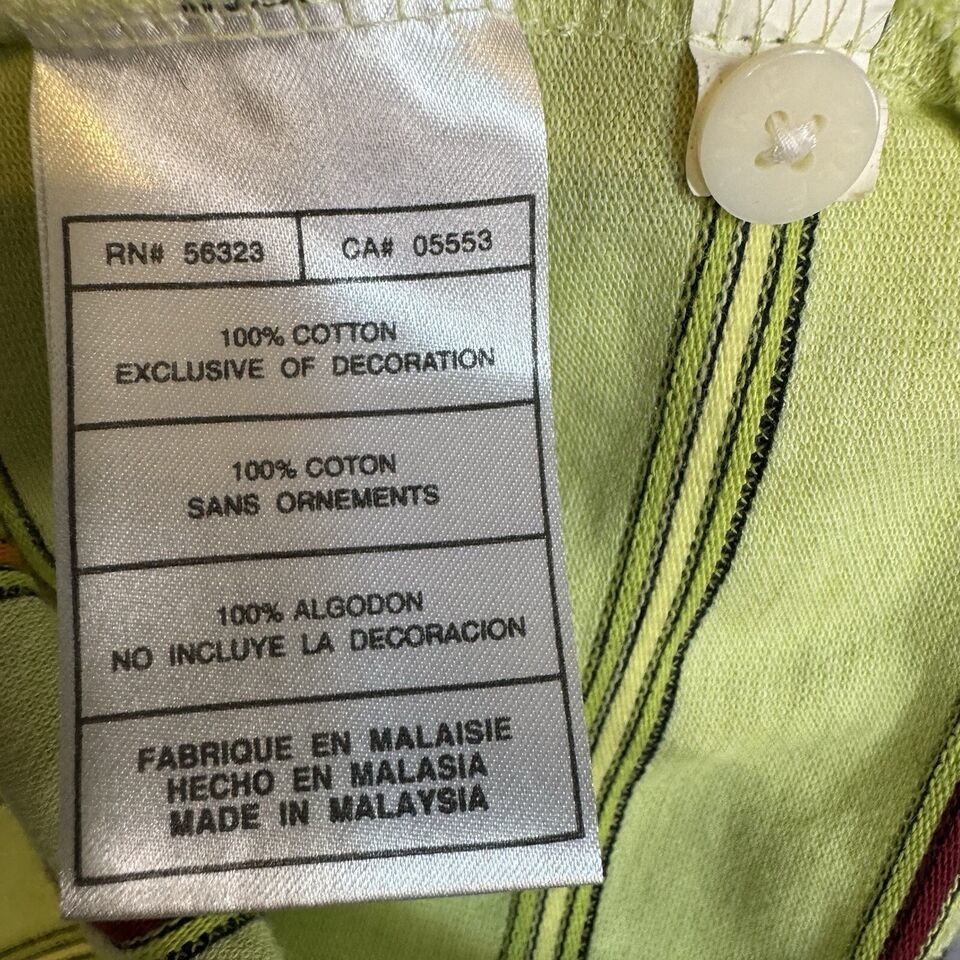 RN# 56323
CA# 05553
100% COTTON
EXCLUSIVE OF DECORATION
100% COTON
SANS ORNEMENTS
100% ALGODON
NO INCLUYE LA DECORACION
FABRIQUE EN MALAISIE
HECHO EN MALASIA
MADE IN MALAYSIA